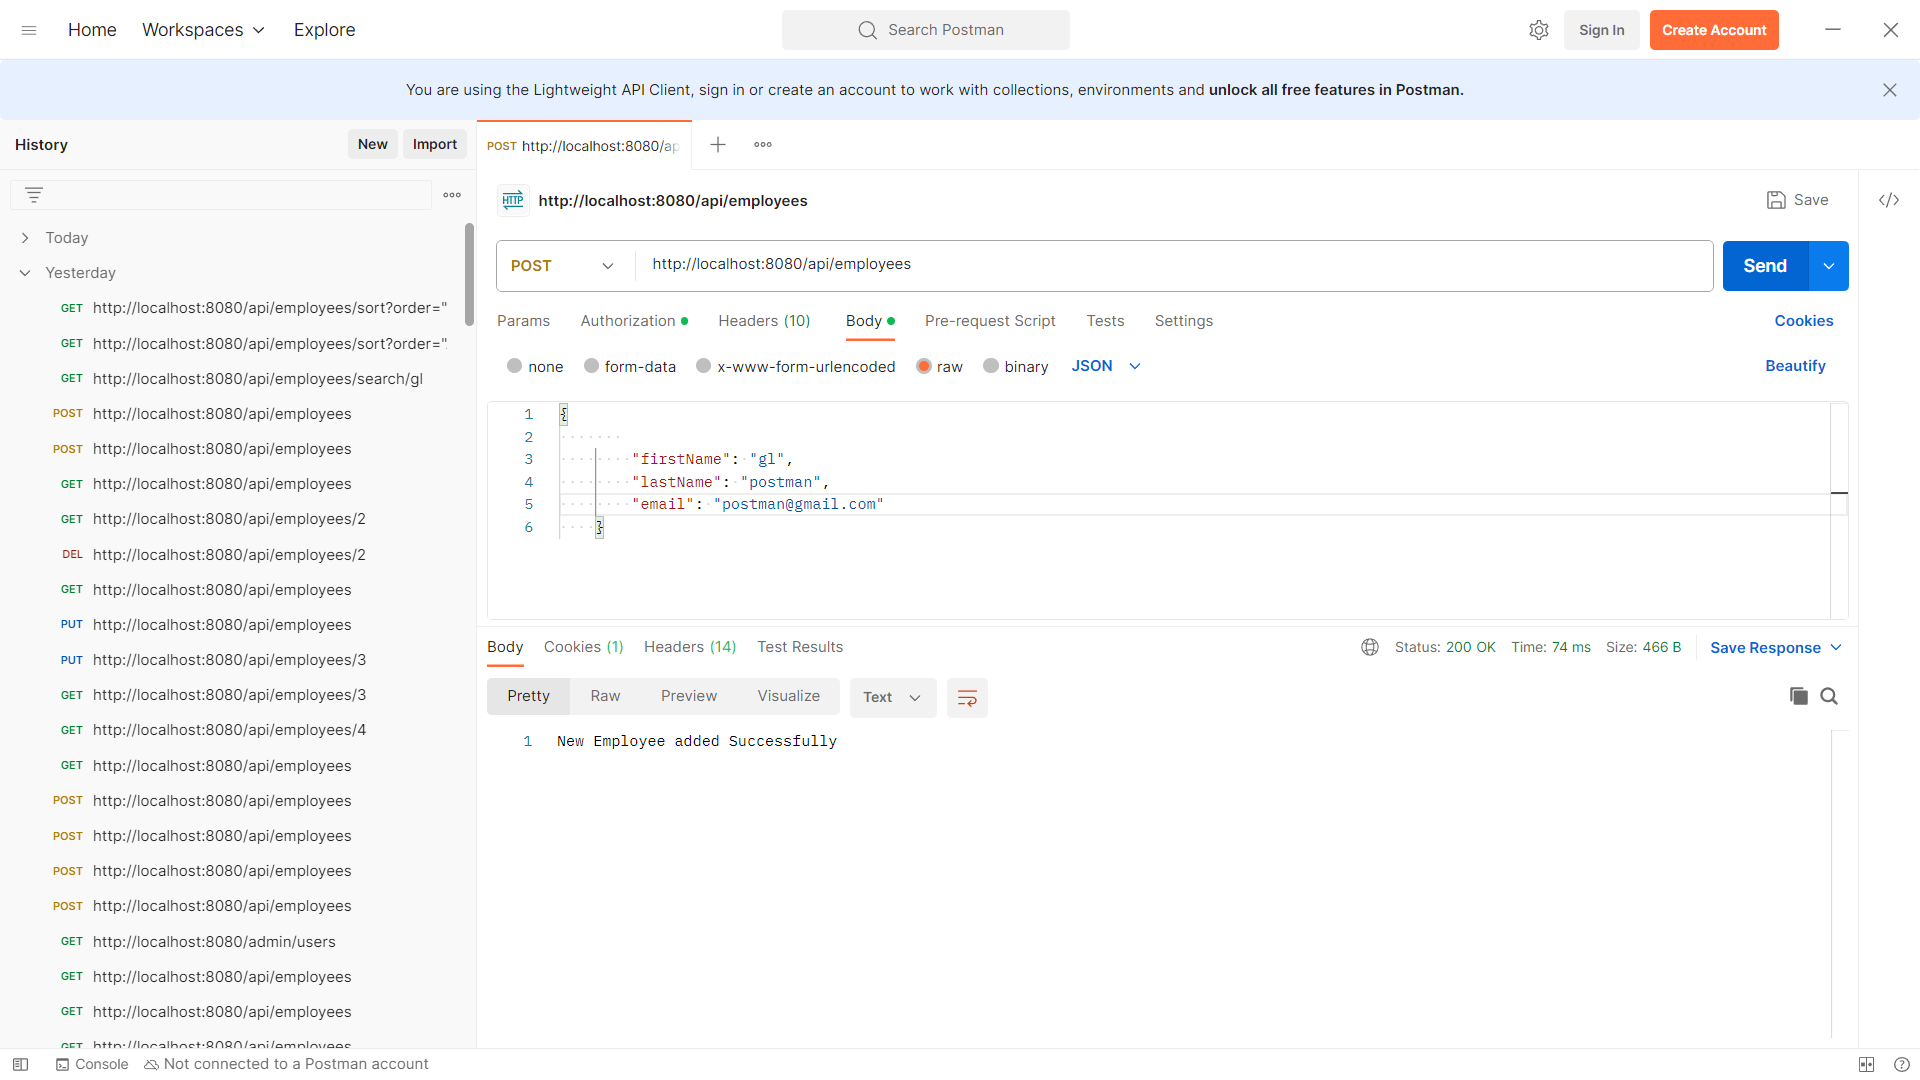 Home Workspaces Explore Search Postman Sign In Create Account
You are using the Lightweight API Client, sign in or create an account to work with collections, environments and unlock all free features in Postman.
History New Import
POST http://localhost:8080/ap
HTTP http://localhost:8080/api/employees Save
Today
Yesterday
GET http://localhost:8080/api/employees/sort?order="
GET http://localhost:8080/api/employees/sort?order="
GET http://localhost:8080/api/employees/search/gl
POST http://localhost:8080/api/employees
POST http://localhost:8080/api/employees
GET http://localhost:8080/api/employees
GET http://localhost:8080/api/employees/2
DEL http://localhost:8080/api/employees/2
GET http://localhost:8080/api/employees
PUT http://localhost:8080/api/employees
PUT http://localhost:8080/api/employees/3
GET http://localhost:8080/api/employees/3
GET http://localhost:8080/api/employees/4
GET http://localhost:8080/api/employees
POST http://localhost:8080/api/employees
POST http://localhost:8080/api/employees
POST http://localhost:8080/api/employees
POST http://localhost:8080/api/employees
GET http://localhost:8080/admin/users
GET http://localhost:8080/api/employees
GET http://localhost:8080/api/employees
GET http://localhost:8080/api/employees
POST http://localhost:8080/api/employees Send
Params Authorization Headers (10) Body Pre-request Script Tests Settings Cookies
none form-data x-www-form-urlencoded raw binary JSON Beautify
1 {
2
3 "firstName": "gl",
4 "lastName": "postman",
5 "email": "postman@gmail.com"
6 }
Body Cookies (1) Headers (14) Test Results Status: 200 OK Time: 74 ms Size: 466 B Save Response
Pretty Raw Preview Visualize Text
1 New Employee added Successfully
Console Not connected to a Postman account